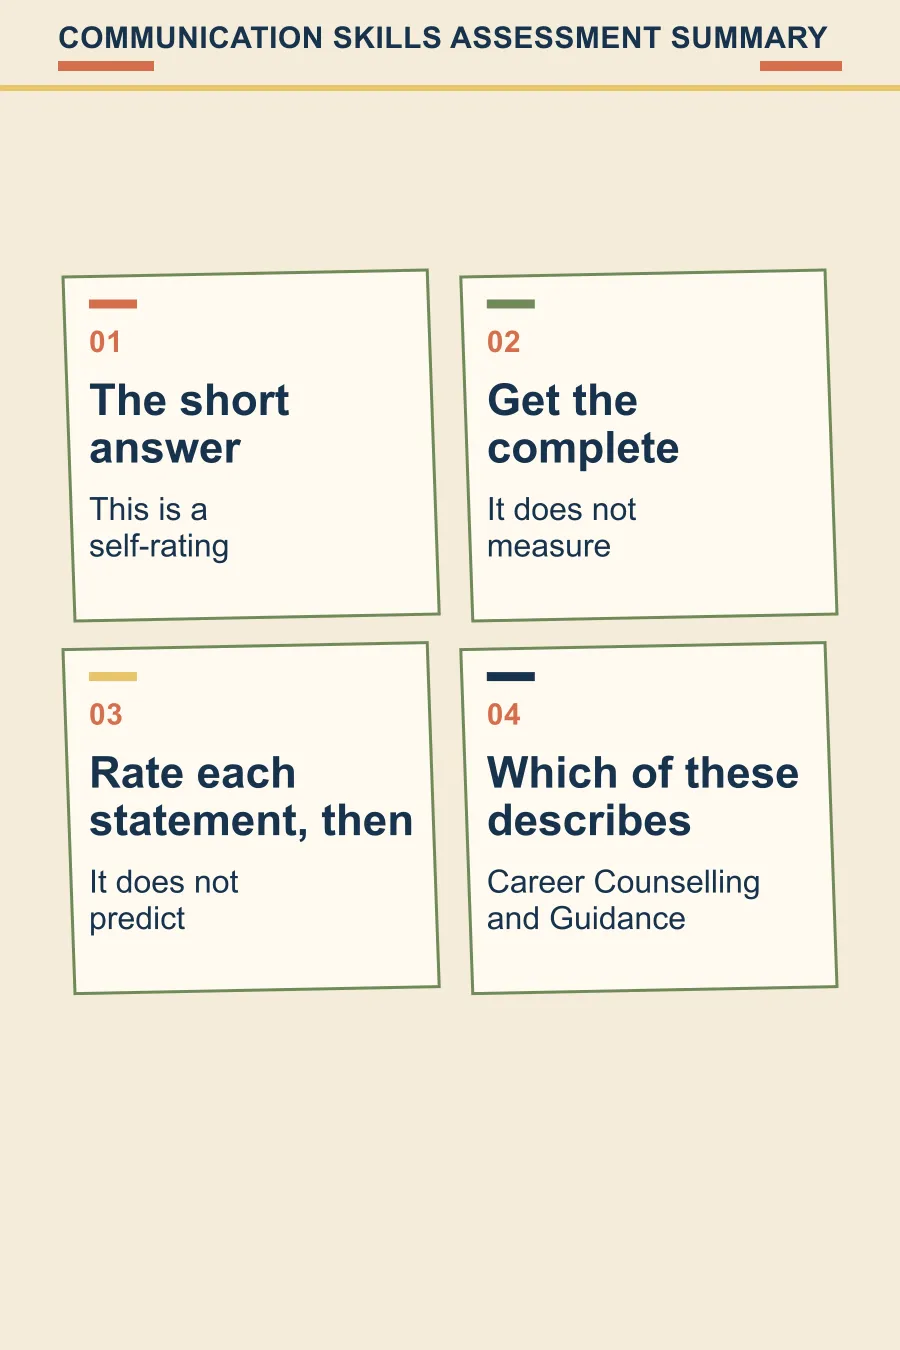 COMMUNICATION SKILLS ASSESSMENT SUMMARY
01
The short
answer
This is a
self-rating
02
Get the
complete
It does not
measure
03
Rate each
statement, then
It does not
predict
04
Which of these
describes
Career Counselling
and Guidance